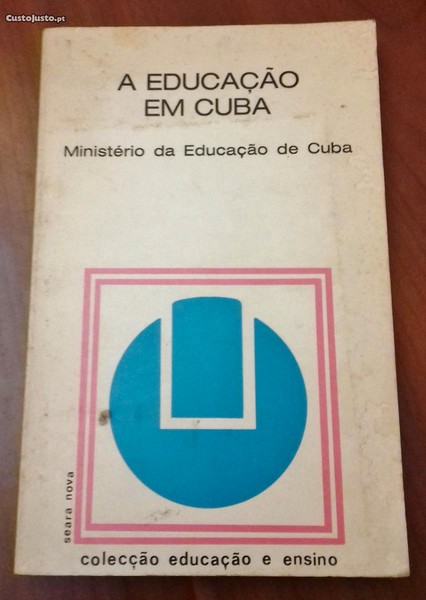 CustoJusto.pt
A EDUCAÇÃO
EM CUBA
Ministério da Educação de Cuba
seara nova
colecção educação e ensino